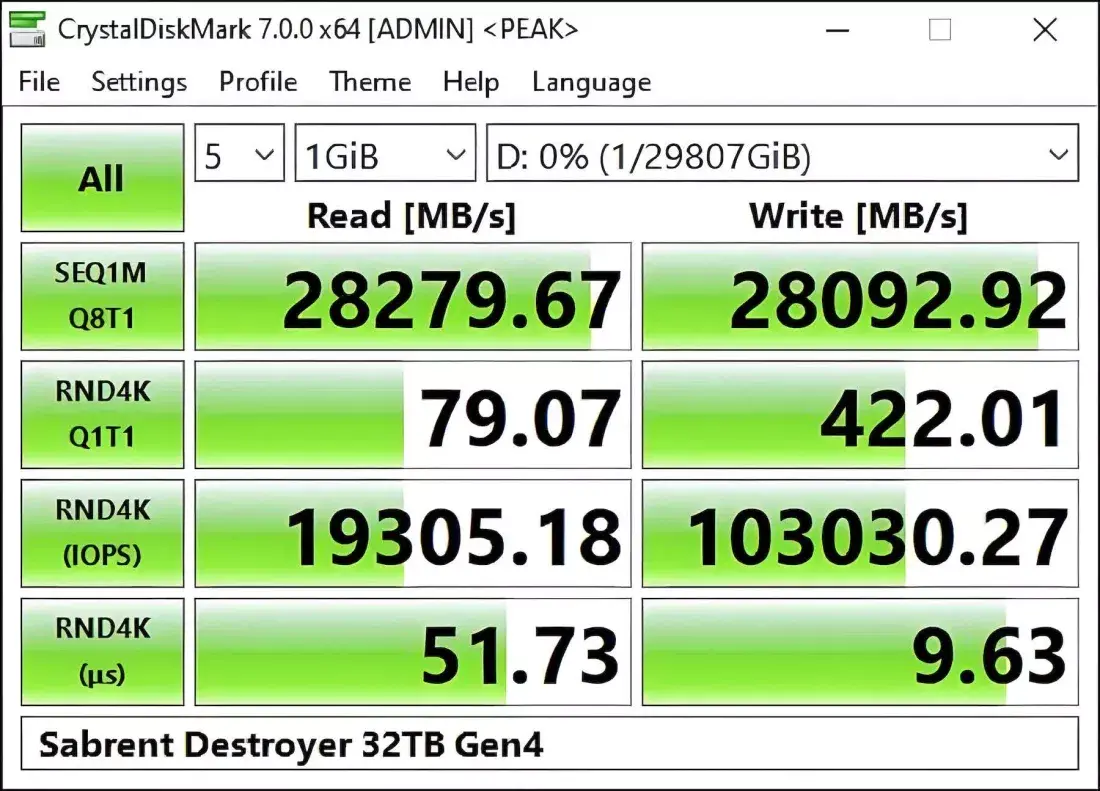 CrystalDiskMark 7.0.0 x64 [ADMIN] <PEAK>
File Settings Profile Theme Help Language
All
5
1GiB
D: 0% (1/29807GiB)
Read [MB/s] Write [MB/s]
SEQ1M
Q8T1
28279.67 28092.92
RND4K
Q1T1
79.07 422.01
RND4K
(IOPS)
19305.18 103030.27
RND4K
(µs)
51.73 9.63
Sabrent Destroyer 32TB Gen4